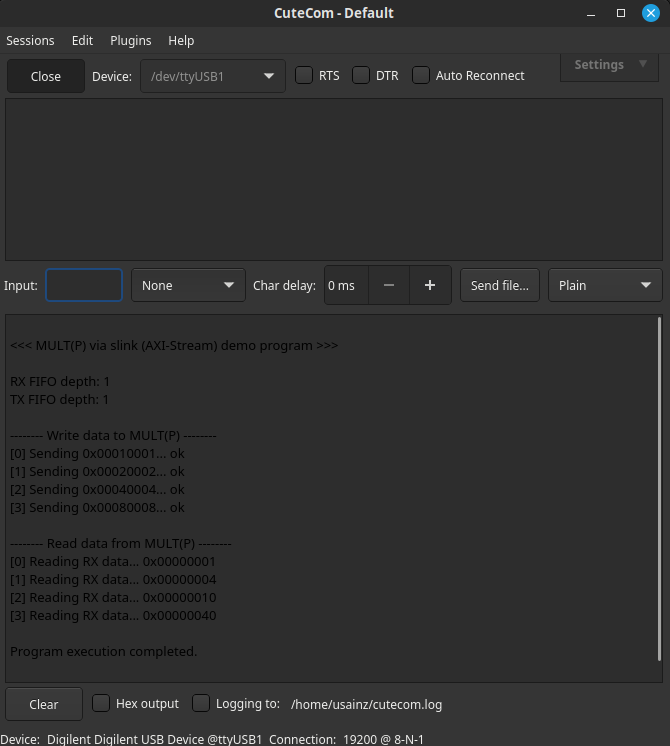 CuteCom - Default
Sessions Edit Plugins Help
Close Device: /dev/ttyUSB1 RTS DTR Auto Reconnect Settings
Input: None Char delay: 0 ms − + Send file... Plain
<<< MULT(P) via slink (AXI-Stream) demo program >>>
RX FIFO depth: 1
TX FIFO depth: 1
-------- Write data to MULT(P) --------
[0] Sending 0x00010001... ok
[1] Sending 0x00020002... ok
[2] Sending 0x00040004... ok
[3] Sending 0x00080008... ok
-------- Read data from MULT(P) --------
[0] Reading RX data... 0x00000001
[1] Reading RX data... 0x00000004
[2] Reading RX data... 0x00000010
[3] Reading RX data... 0x00000040
Program execution completed.
Clear Hex output Logging to: /home/usainz/cutecom.log
Device: Digilent Digilent USB Device @ttyUSB1 Connection: 19200 @ 8-N-1